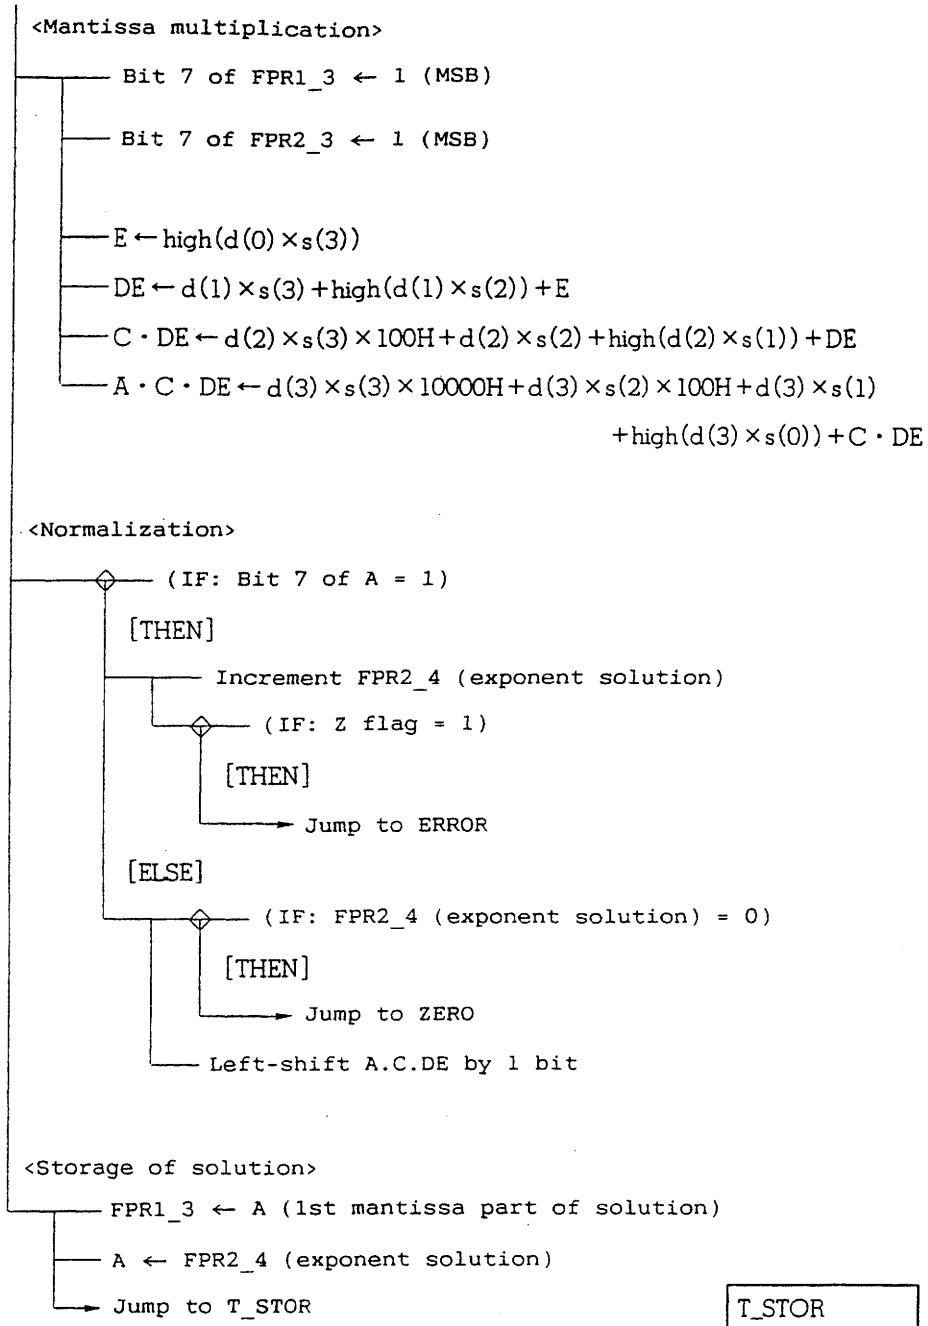 <Mantissa multiplication>
Bit 7 of FPR1_3 ← 1 (MSB)
Bit 7 of FPR2_3 ← 1 (MSB)
E←high(d(0)×s(3))
DE←d(1)×s(3)+high(d(1)×s(2))+E
C・DE←d(2)×s(3)×100H+d(2)×s(2)+high(d(2)×s(1))+DE
A・C・DE←d(3)×s(3)×10000H+d(3)×s(2)×100H+d(3)×s(1)
+high(d(3)×s(0))+C・DE
<Normalization>
(IF: Bit 7 of A = 1)
[THEN]
Increment FPR2_4 (exponent solution)
(IF: Z flag = 1)
[THEN]
Jump to ERROR
[ELSE]
(IF: FPR2_4 (exponent solution) = 0)
[THEN]
Jump to ZERO
Left-shift A.C.DE by 1 bit
<Storage of solution>
FPR1_3 ← A (1st mantissa part of solution)
A ← FPR2_4 (exponent solution)
Jump to T_STOR
T_STOR